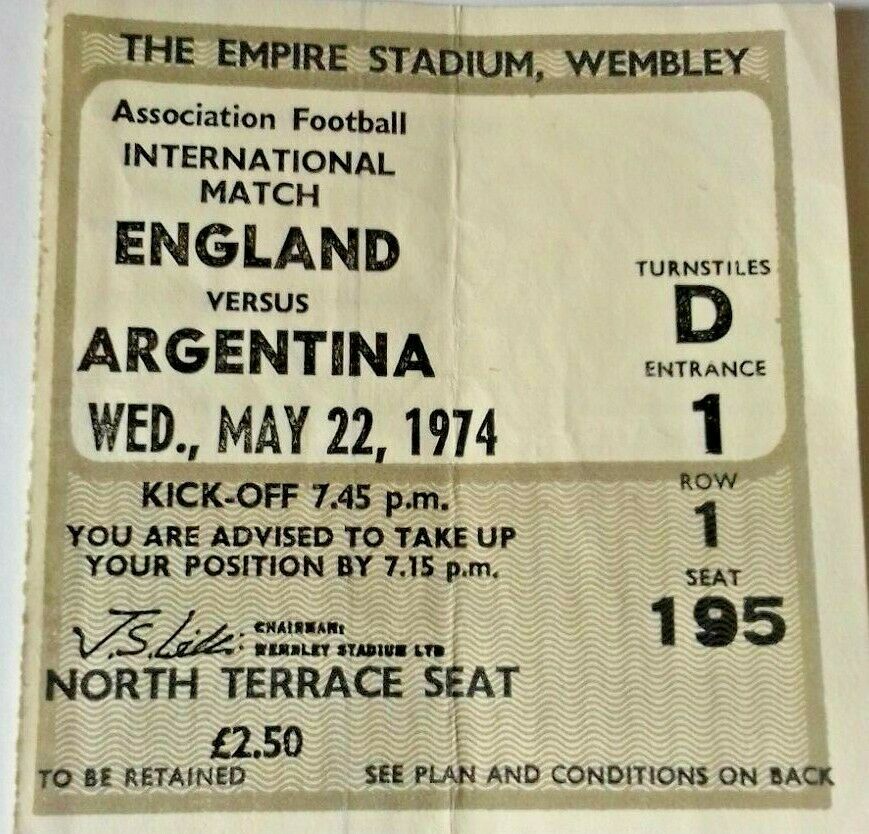 THE EMPIRE STADIUM, WEMBLEY
Association Football
INTERNATIONAL
MATCH
ENGLAND
VERSUS
ARGENTINA
WED., MAY 22, 1974
TURNSTILES
D
ENTRANCE
1
ROW
1
SEAT
195
KICK-OFF 7.45 p.m.
YOU ARE ADVISED TO TAKE UP
YOUR POSITION BY 7.15 p.m.
CHAIRMAN:
WEMBLEY STADIUM LTD
NORTH TERRACE SEAT
£2.50
TO BE RETAINED SEE PLAN AND CONDITIONS ON BACK